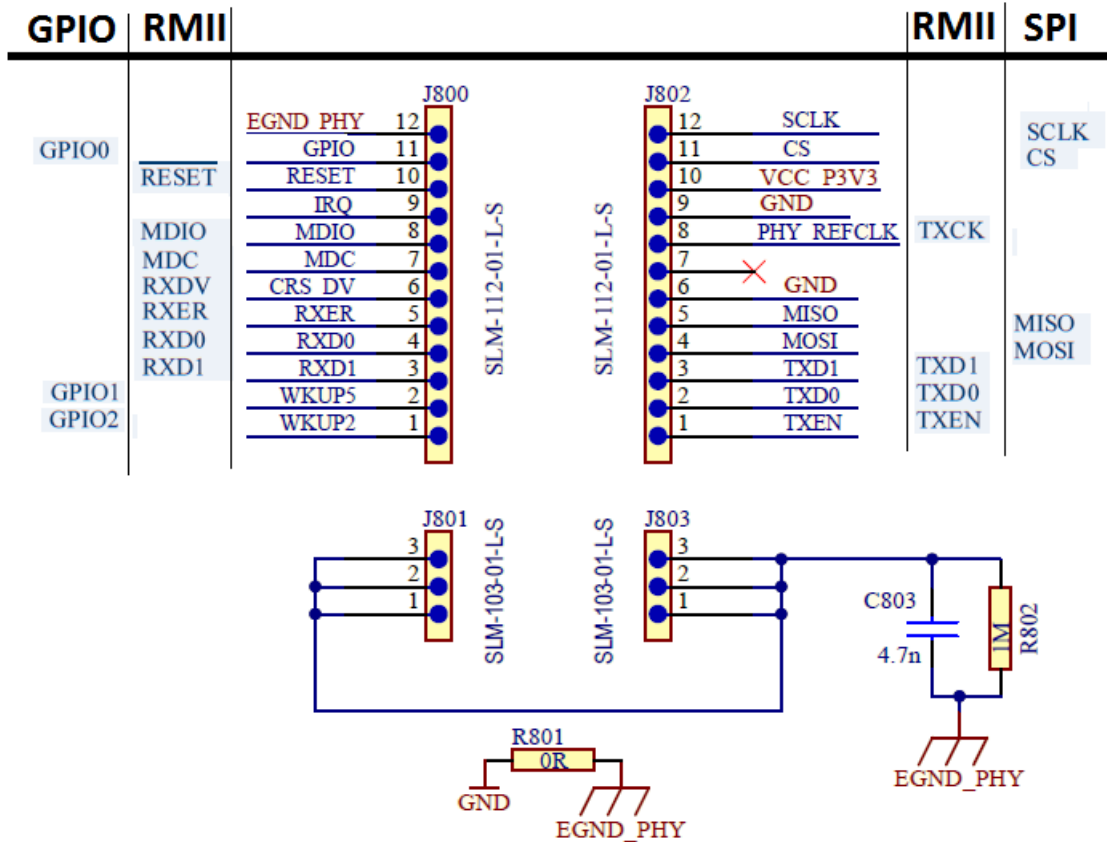 GPIO RMII RMII SPI
J800 J802
EGND_PHY 12 12 SCLK SCLK
GPIO0 GPIO 11 11 CS CS
RESET RESET 10 10 VCC_P3V3
IRQ 9 9 GND
MDIO MDIO 8 8 PHY_REFCLK TXCK
MDC MDC 7 7
RXDV CRS_DV 6 6 GND
RXER RXER 5 5 MISO MISO
RXD0 RXD0 4 4 MOSI MOSI
RXD1 RXD1 3 3 TXD1 TXD1
GPIO1 WKUP5 2 2 TXD0 TXD0
GPIO2 WKUP2 1 1 TXEN TXEN
SLM-112-01-L-S
SLM-112-01-L-S
J801 J803
3 3
2 2
1 1
SLM-103-01-L-S
SLM-103-01-L-S
C803
4.7n
1M
R802
EGND_PHY
R801
0R
GND
EGND_PHY